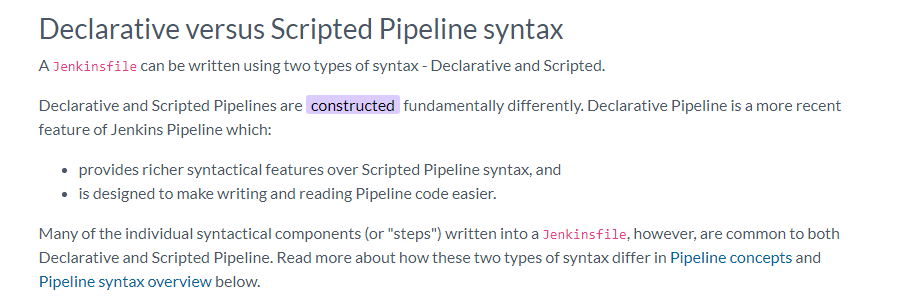 Declarative versus Scripted Pipeline syntax
A Jenkinsfile can be written using two types of syntax - Declarative and Scripted.
Declarative and Scripted Pipelines are constructed fundamentally differently. Declarative Pipeline is a more recent
feature of Jenkins Pipeline which:
• provides richer syntactical features over Scripted Pipeline syntax, and
• is designed to make writing and reading Pipeline code easier.
Many of the individual syntactical components (or "steps") written into a Jenkinsfile, however, are common to both
Declarative and Scripted Pipeline. Read more about how these two types of syntax differ in Pipeline concepts and
Pipeline syntax overview below.